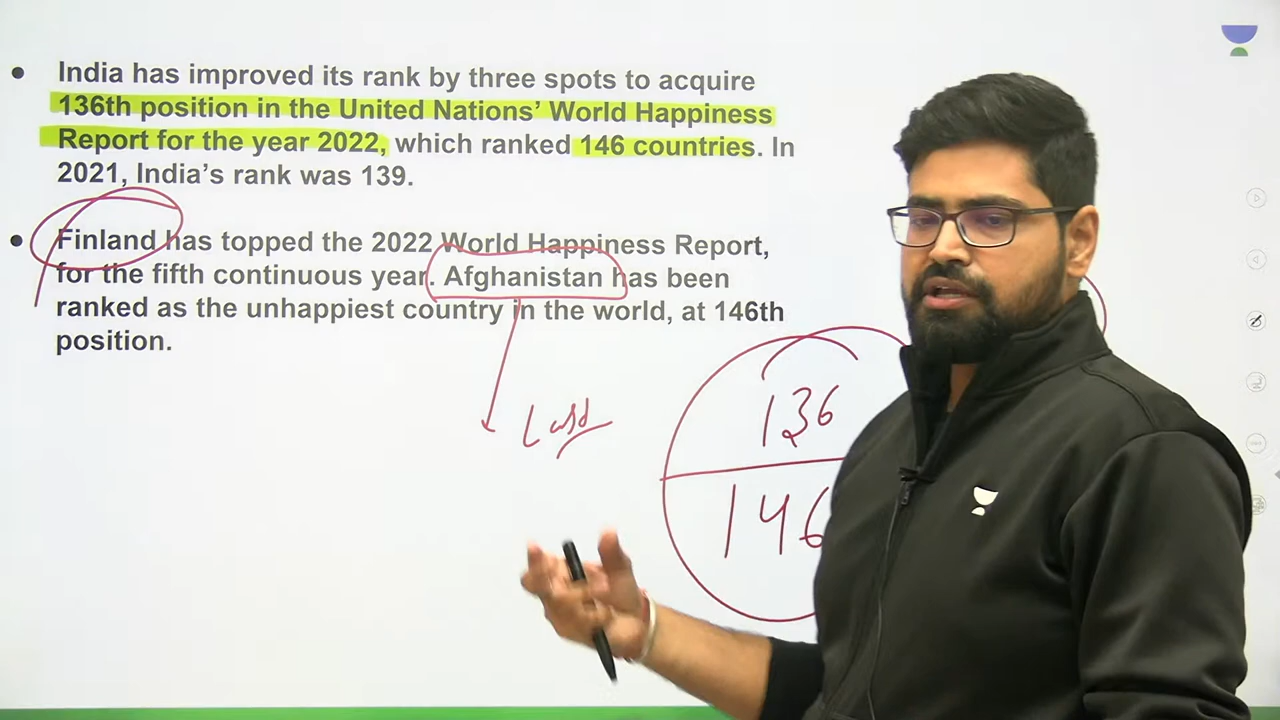 India has improved its rank by three spots to acquire
136th position in the United Nations’ World Happiness
Report for the year 2022, which ranked 146 countries. In
2021, India’s rank was 139.
Finland has topped the 2022 World Happiness Report,
for the fifth continuous year. Afghanistan has been
ranked as the unhappiest country in the world, at 146th
position.
Last
136
146